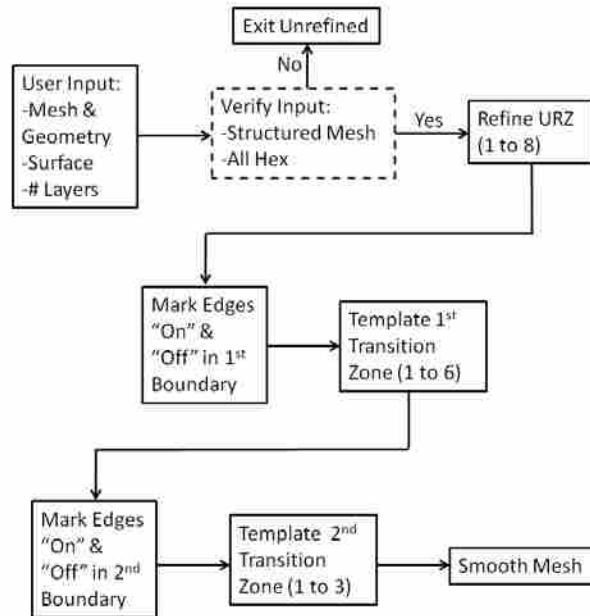 Exit Unrefined
No
User Input:
-Mesh &
Geometry
-Surface
-# Layers
Verify Input:
-Structured Mesh
-All Hex
Yes
Refine URZ
(1 to 8)
Mark Edges
“On” &
“Off” in 1st
Boundary
Template 1st
Transition
Zone (1 to 6)
Mark Edges
“On” &
“Off” in 2nd
Boundary
Template 2nd
Transition
Zone (1 to 3)
Smooth Mesh